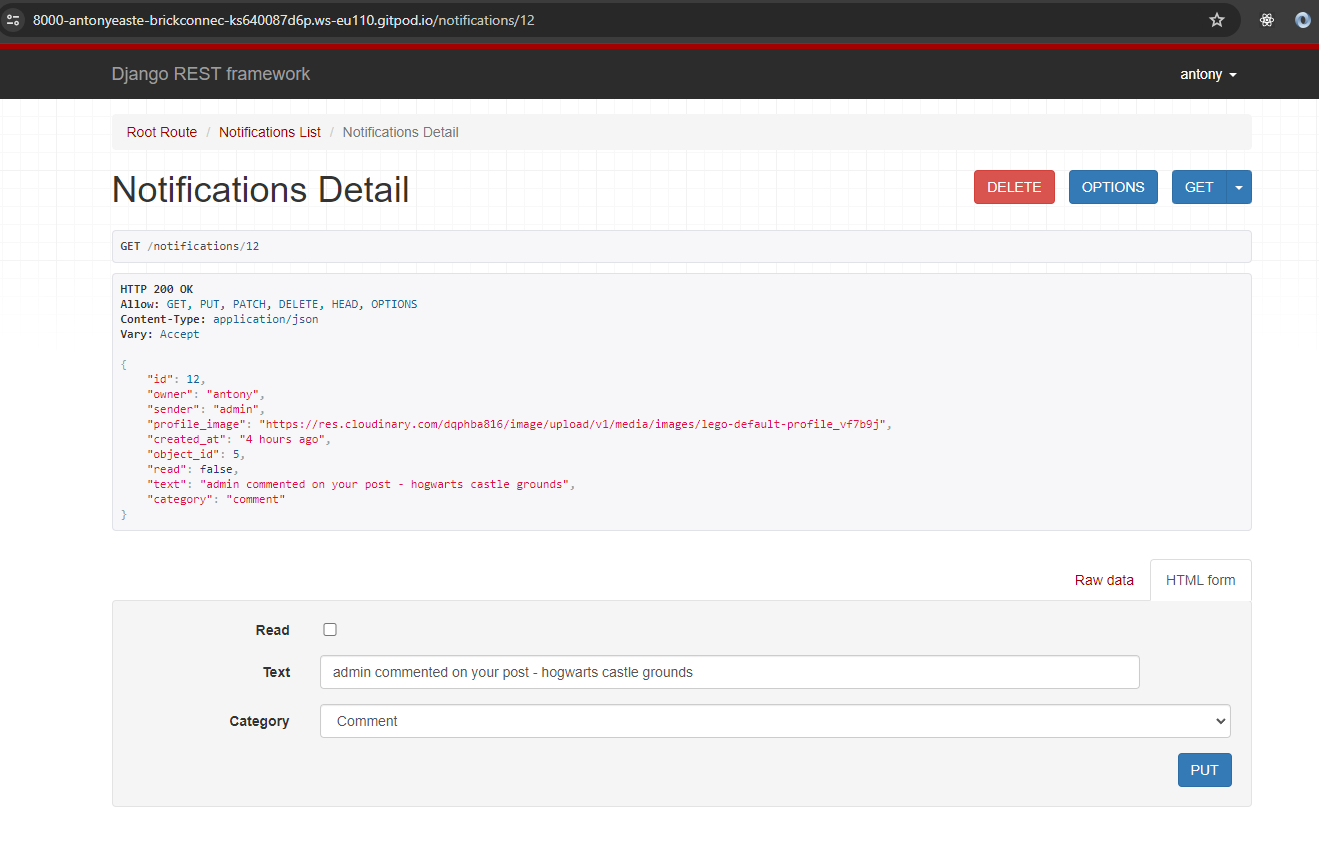 8000-antonyeaste-brickconnec-ks640087d6p.ws-eu110.gitpod.io/notifications/12
Django REST framework
antony
Root Route / Notifications List / Notifications Detail
Notifications Detail
DELETE
OPTIONS
GET
GET /notifications/12
HTTP 200 OK
Allow: GET, PUT, PATCH, DELETE, HEAD, OPTIONS
Content-Type: application/json
Vary: Accept
{
"id": 12,
"owner": "antony",
"sender": "admin",
"profile_image": "https://res.cloudinary.com/dqphba816/image/upload/v1/media/images/lego-default-profile_vf7b9j",
"created_at": "4 hours ago",
"object_id": 5,
"read": false,
"text": "admin commented on your post - hogwarts castle grounds",
"category": "comment"
}
Raw data
HTML form
Read
Text
admin commented on your post - hogwarts castle grounds
Category
Comment
PUT